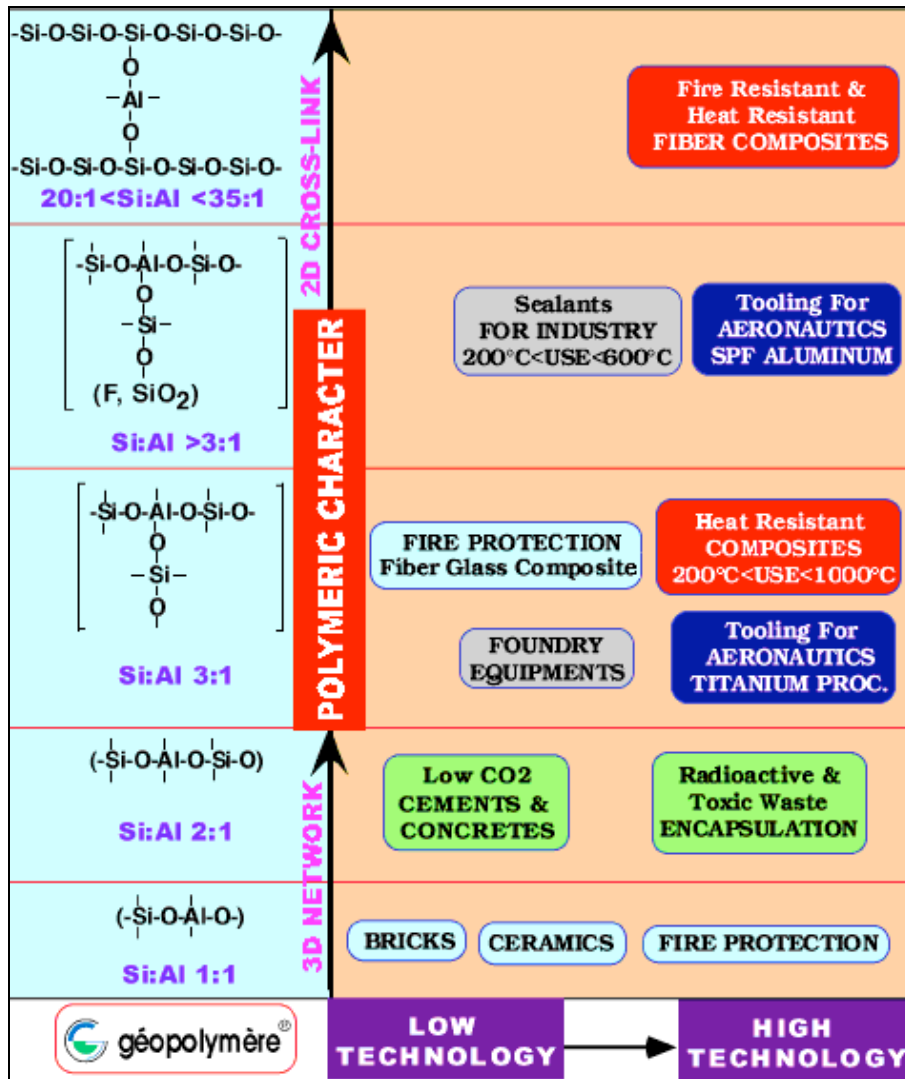 -Si-O-Si-O-Si-O-Si-O-Si-O-
O
-Al-
O
-Si-O-Si-O-Si-O-Si-O-Si-O-
20:1<Si:Al <35:1
Fire Resistant &
Heat Resistant
FIBER COMPOSITES
2D CROSS-LINK
-Si-O-Al-O-Si-O-
O
-Si-
O
(F, SiO2)
Si:Al >3:1
Sealants
FOR INDUSTRY
200°C<USE<600°C
Tooling For
AERONAUTICS
SPF ALUMINUM
POLYMERIC CHARACTER
-Si-O-Al-O-Si-O-
O
-Si-
O
Si:Al 3:1
FIRE PROTECTION
Fiber Glass Composite
Heat Resistant
COMPOSITES
200°C<USE<1000°C
FOUNDRY
EQUIPMENTS
Tooling For
AERONAUTICS
TITANIUM PROC.
(-Si-O-Al-O-Si-O)
Si:Al 2:1
Low CO2
CEMENTS &
CONCRETES
Radioactive &
Toxic Waste
ENCAPSULATION
3D NETWORK
(-Si-O-Al-O-)
Si:Al 1:1
BRICKS
CERAMICS
FIRE PROTECTION
géopolymère®
LOW
TECHNOLOGY
HIGH
TECHNOLOGY